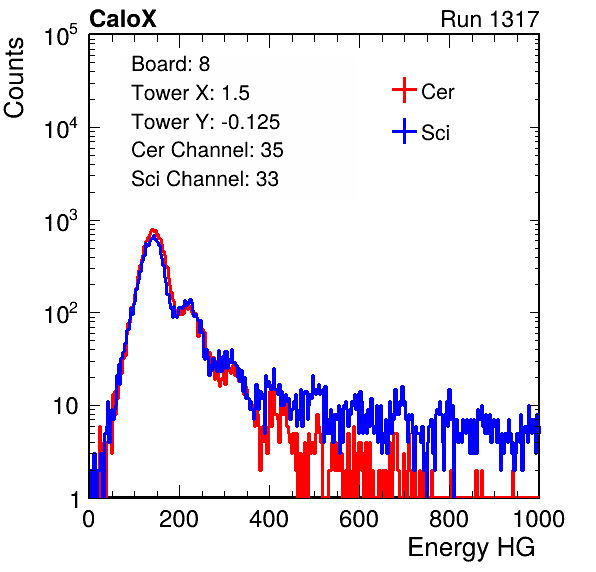 CaloX Run 1317
Counts
10^5
10^4
10^3
10^2
10
1
Board: 8
Tower X: 1.5
Tower Y: -0.125
Cer Channel: 35
Sci Channel: 33
Cer
Sci
0 200 400 600 800 1000
Energy HG